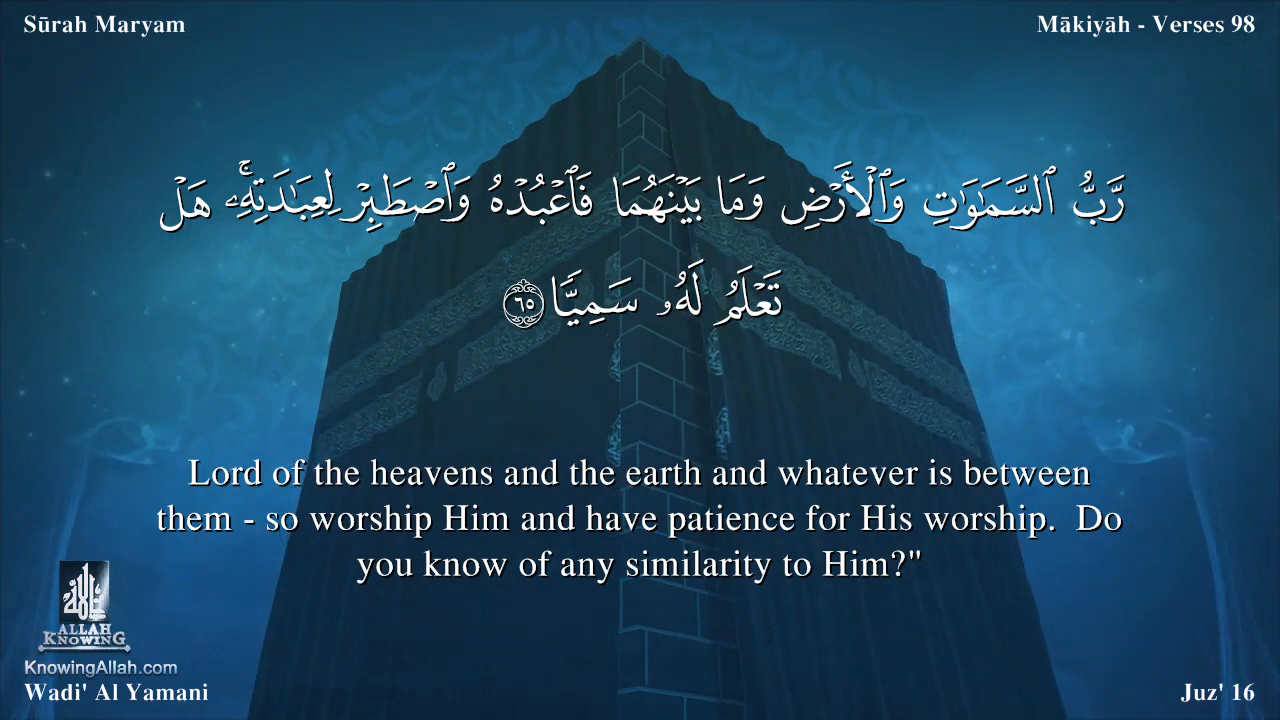 Sūrah Maryam
Mākiyāh - Verses 98
رَّبُّ ٱلسَّمَـٰوَٰتِ وَٱلْأَرْضِ وَمَا بَيْنَهُمَا فَٱعْبُدْهُ وَٱصْطَبِرْ لِعِبَـٰدَتِهِۦۚ هَلْ
تَعْلَمُ لَهُۥ سَمِيًّا ٦٥
Lord of the heavens and the earth and whatever is between
them - so worship Him and have patience for His worship.  Do
you know of any similarity to Him?"
ALLAH
KNOWING
KnowingAllah.com
Wadi' Al Yamani
Juz' 16